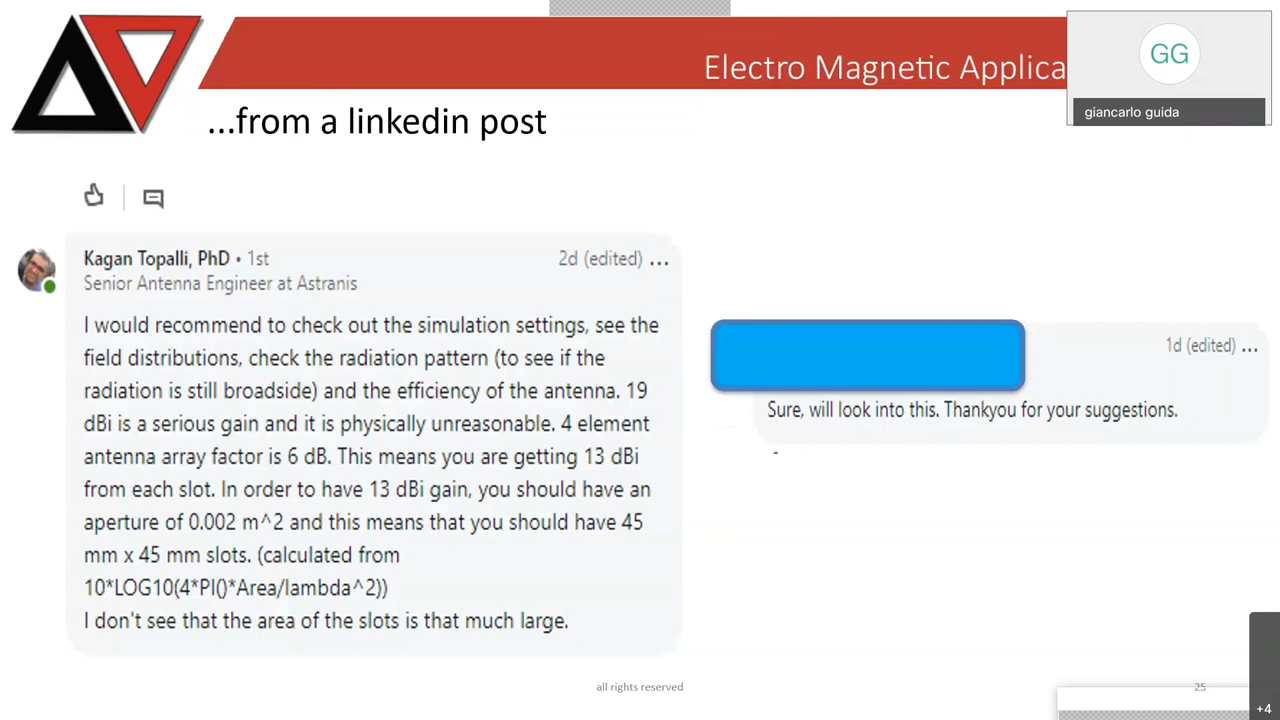 Electro Magnetic Applica
GG
giancarlo guida
...from a linkedin post
Kagan Topalli, PhD • 1st
2d (edited) ...
Senior Antenna Engineer at Astranis
I would recommend to check out the simulation settings, see the
field distributions, check the radiation pattern (to see if the
radiation is still broadside) and the efficiency of the antenna. 19
dBi is a serious gain and it is physically unreasonable. 4 element
antenna array factor is 6 dB. This means you are getting 13 dBi
from each slot. In order to have 13 dBi gain, you should have an
aperture of 0.002 m^2 and this means that you should have 45
mm x 45 mm slots. (calculated from
10*LOG10(4*PI()*Area/lambda^2))
I don't see that the area of the slots is that much large.
1d (edited) ...
Sure, will look into this. Thankyou for your suggestions.
-
all rights reserved
25
+4